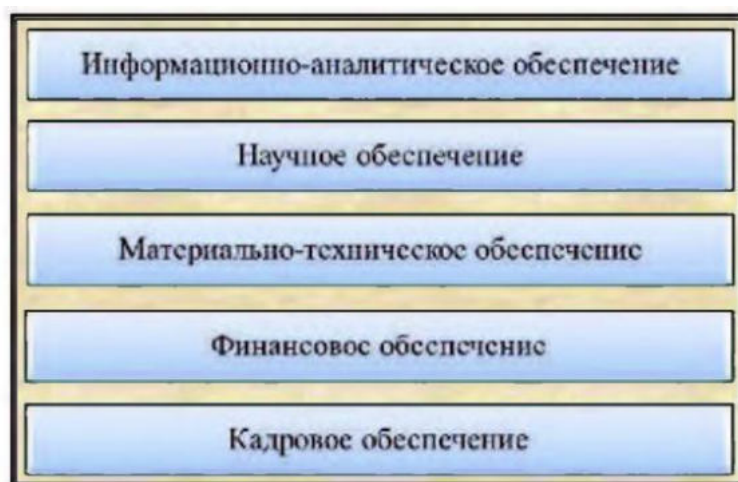 Информационно-аналитическое обеспечение
Научное обеспечение
Материально-техническое обеспечение
Финансовое обеспечение
Кадровое обеспечение